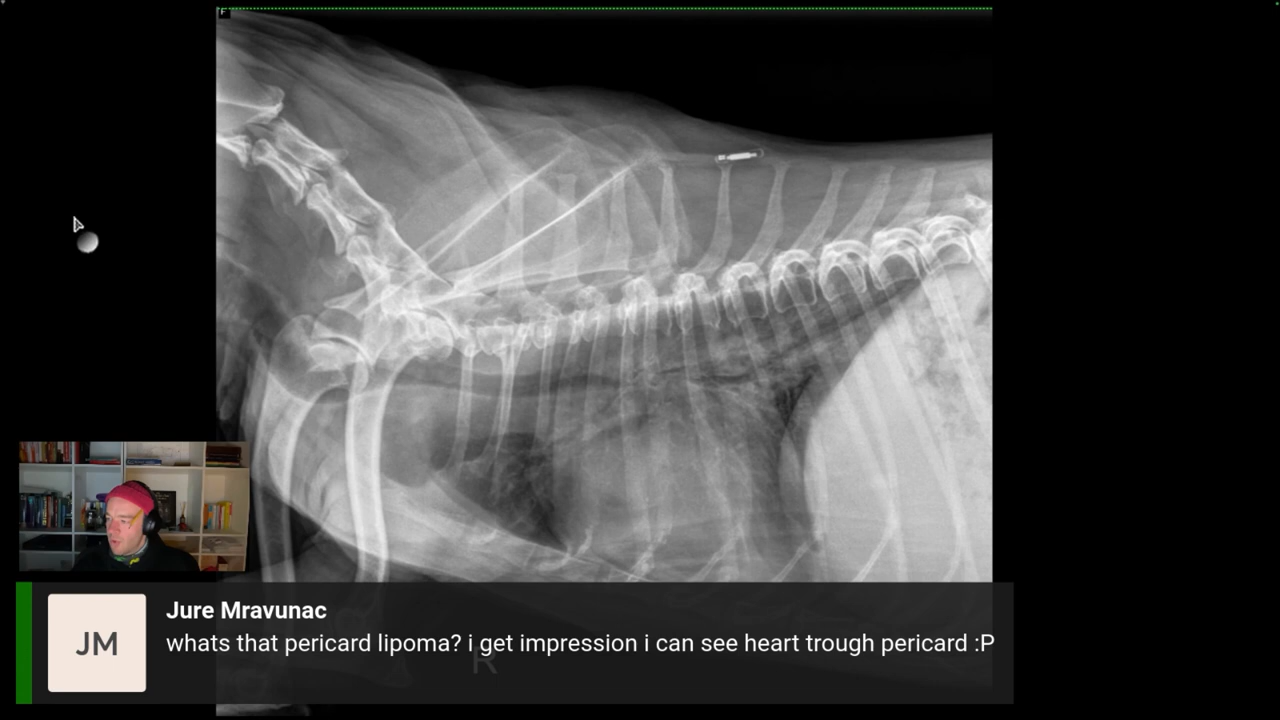 F
Jure Mravunac
JM
whats that pericard lipoma? i get impression i can see heart trough pericard :P
R